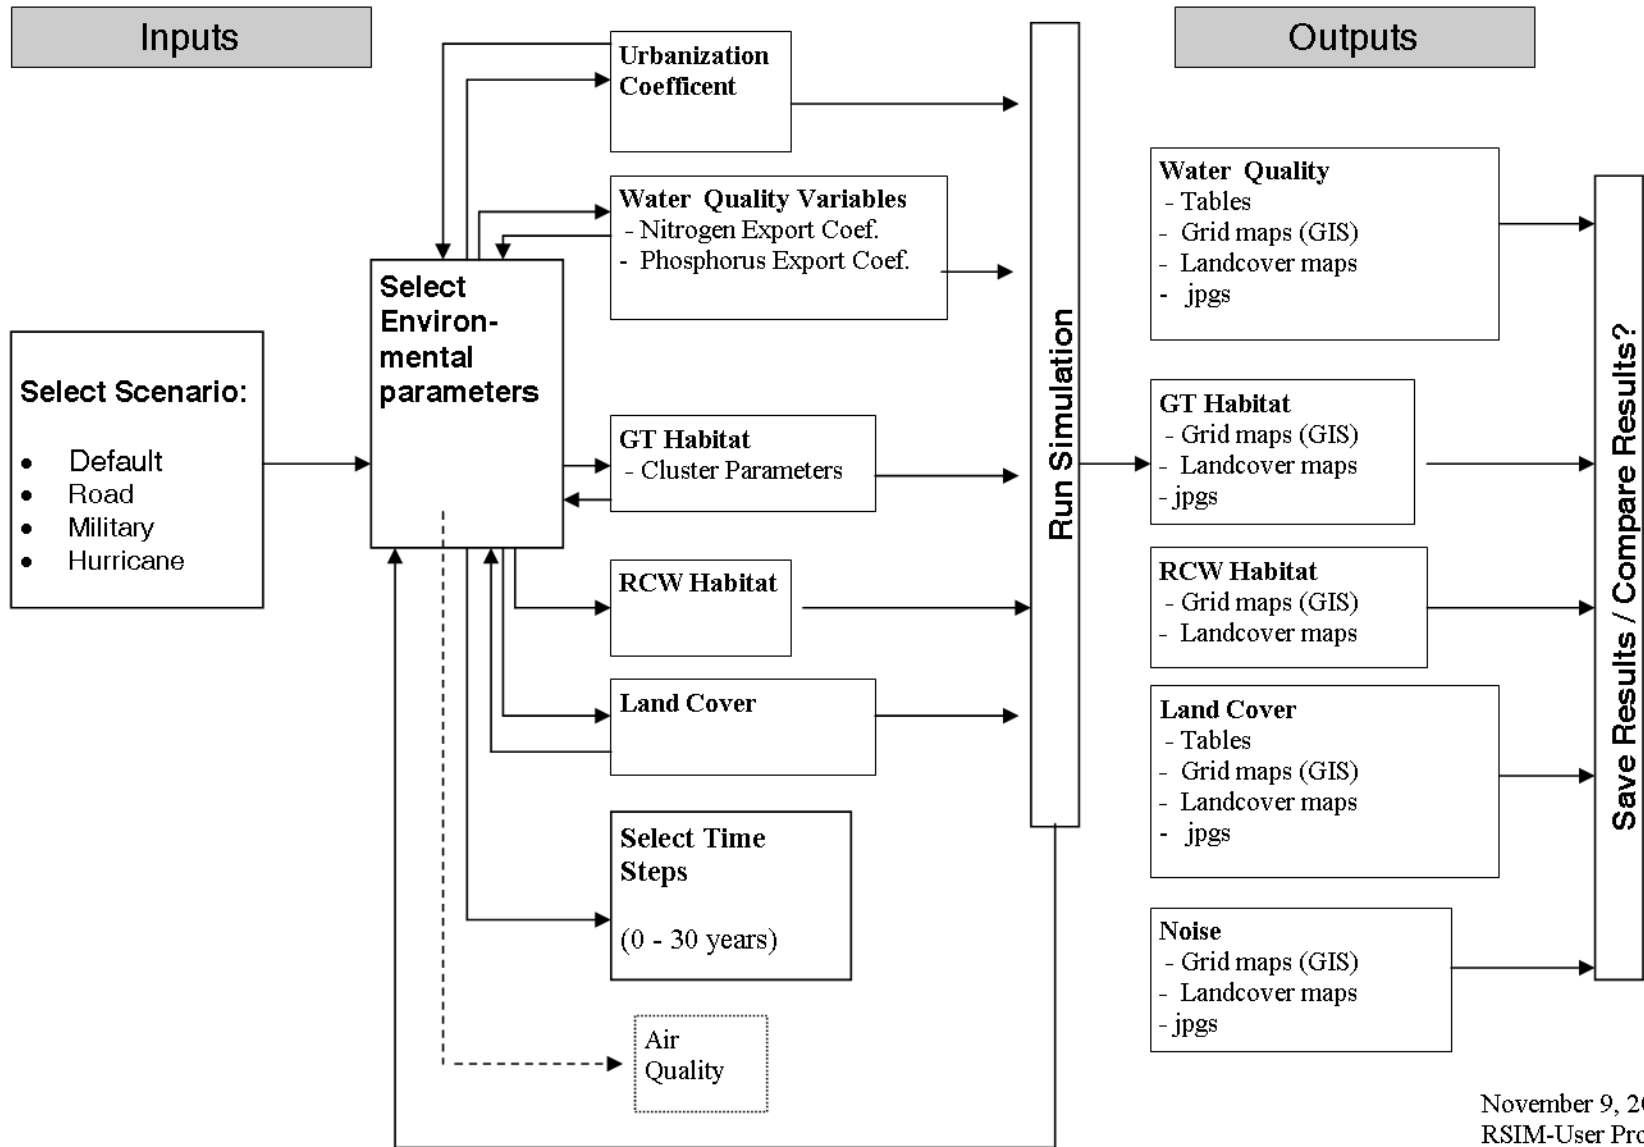 Inputs
Outputs
Urbanization
Coefficent
Water Quality Variables
- Nitrogen Export Coef.
- Phosphorus Export Coef.
Select
Environ-
mental
parameters
Select Scenario:
• Default
• Road
• Military
• Hurricane
GT Habitat
- Cluster Parameters
RCW Habitat
Land Cover
Select Time
Steps
(0 - 30 years)
Air
Quality
Run Simulation
Water Quality
- Tables
- Grid maps (GIS)
- Landcover maps
- jpgs
GT Habitat
- Grid maps (GIS)
- Landcover maps
- jpgs
RCW Habitat
- Grid maps (GIS)
- Landcover maps
Land Cover
- Tables
- Grid maps (GIS)
- Landcover maps
- jpgs
Noise
- Grid maps (GIS)
- Landcover maps
- jpgs
Save Results / Compare Results?
November 9,
RSIM-User